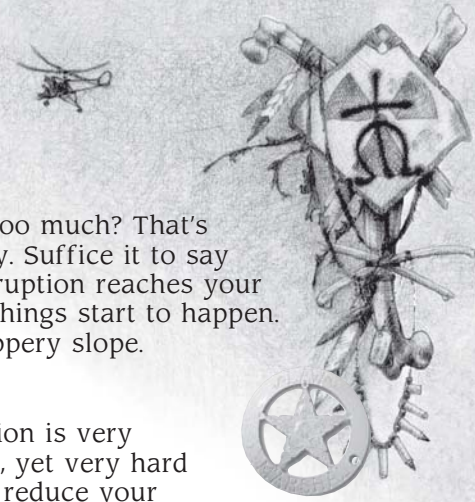 oo much? That's
y. Suffice it to say
ruption reaches your
hings start to happen.
ppery slope.
ion is very
, yet very hard
reduce your